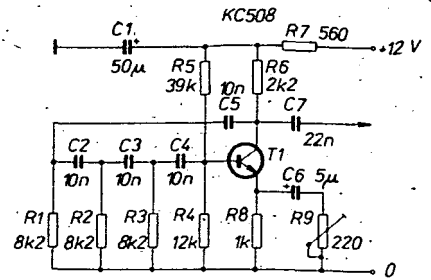 KC508
C1
+
50μ
R7 560
+12 V
R5
39k
R6
2k2
10n
C5
C7
22n
C2
10n
C3
10n
C4
10n
T1
C6
+
5μ
R1
8k2
R2
8k2
R3
8k2
R4
12k
R8
1k
R9
220
0